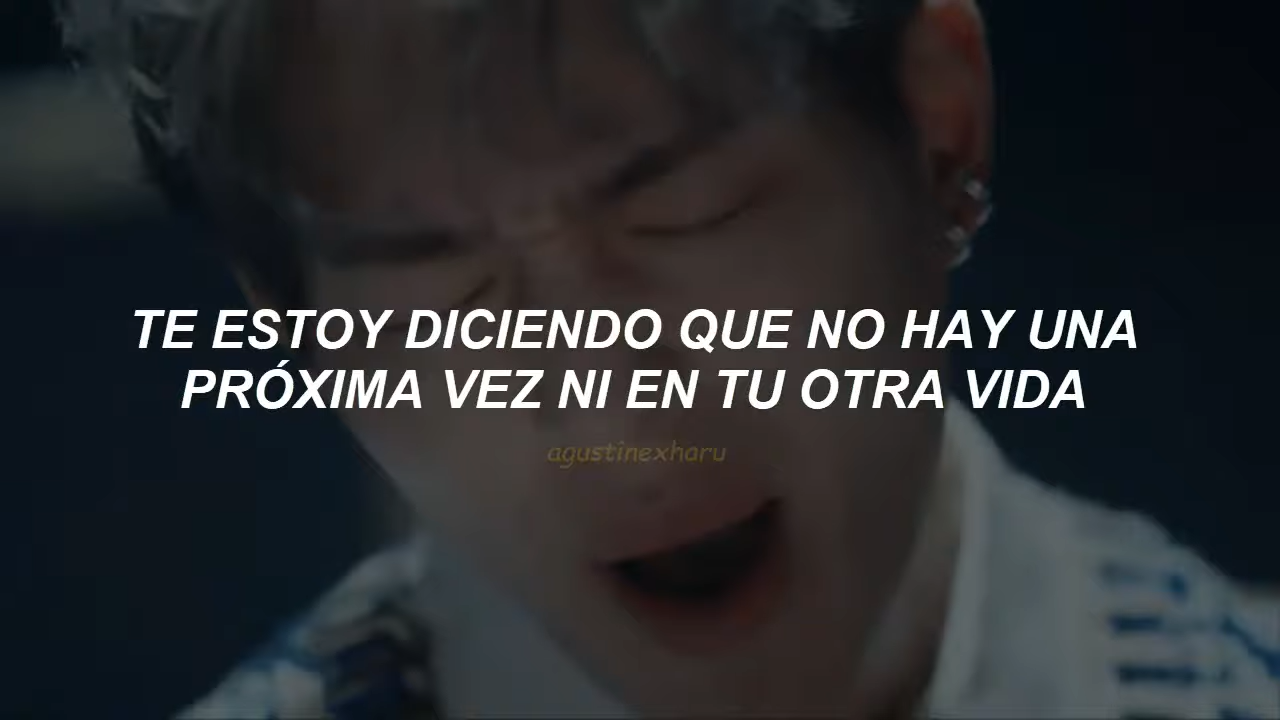 TE ESTOY DICIENDO QUE NO HAY UNA
PRÓXIMA VEZ NI EN TU OTRA VIDA
agustinexharu